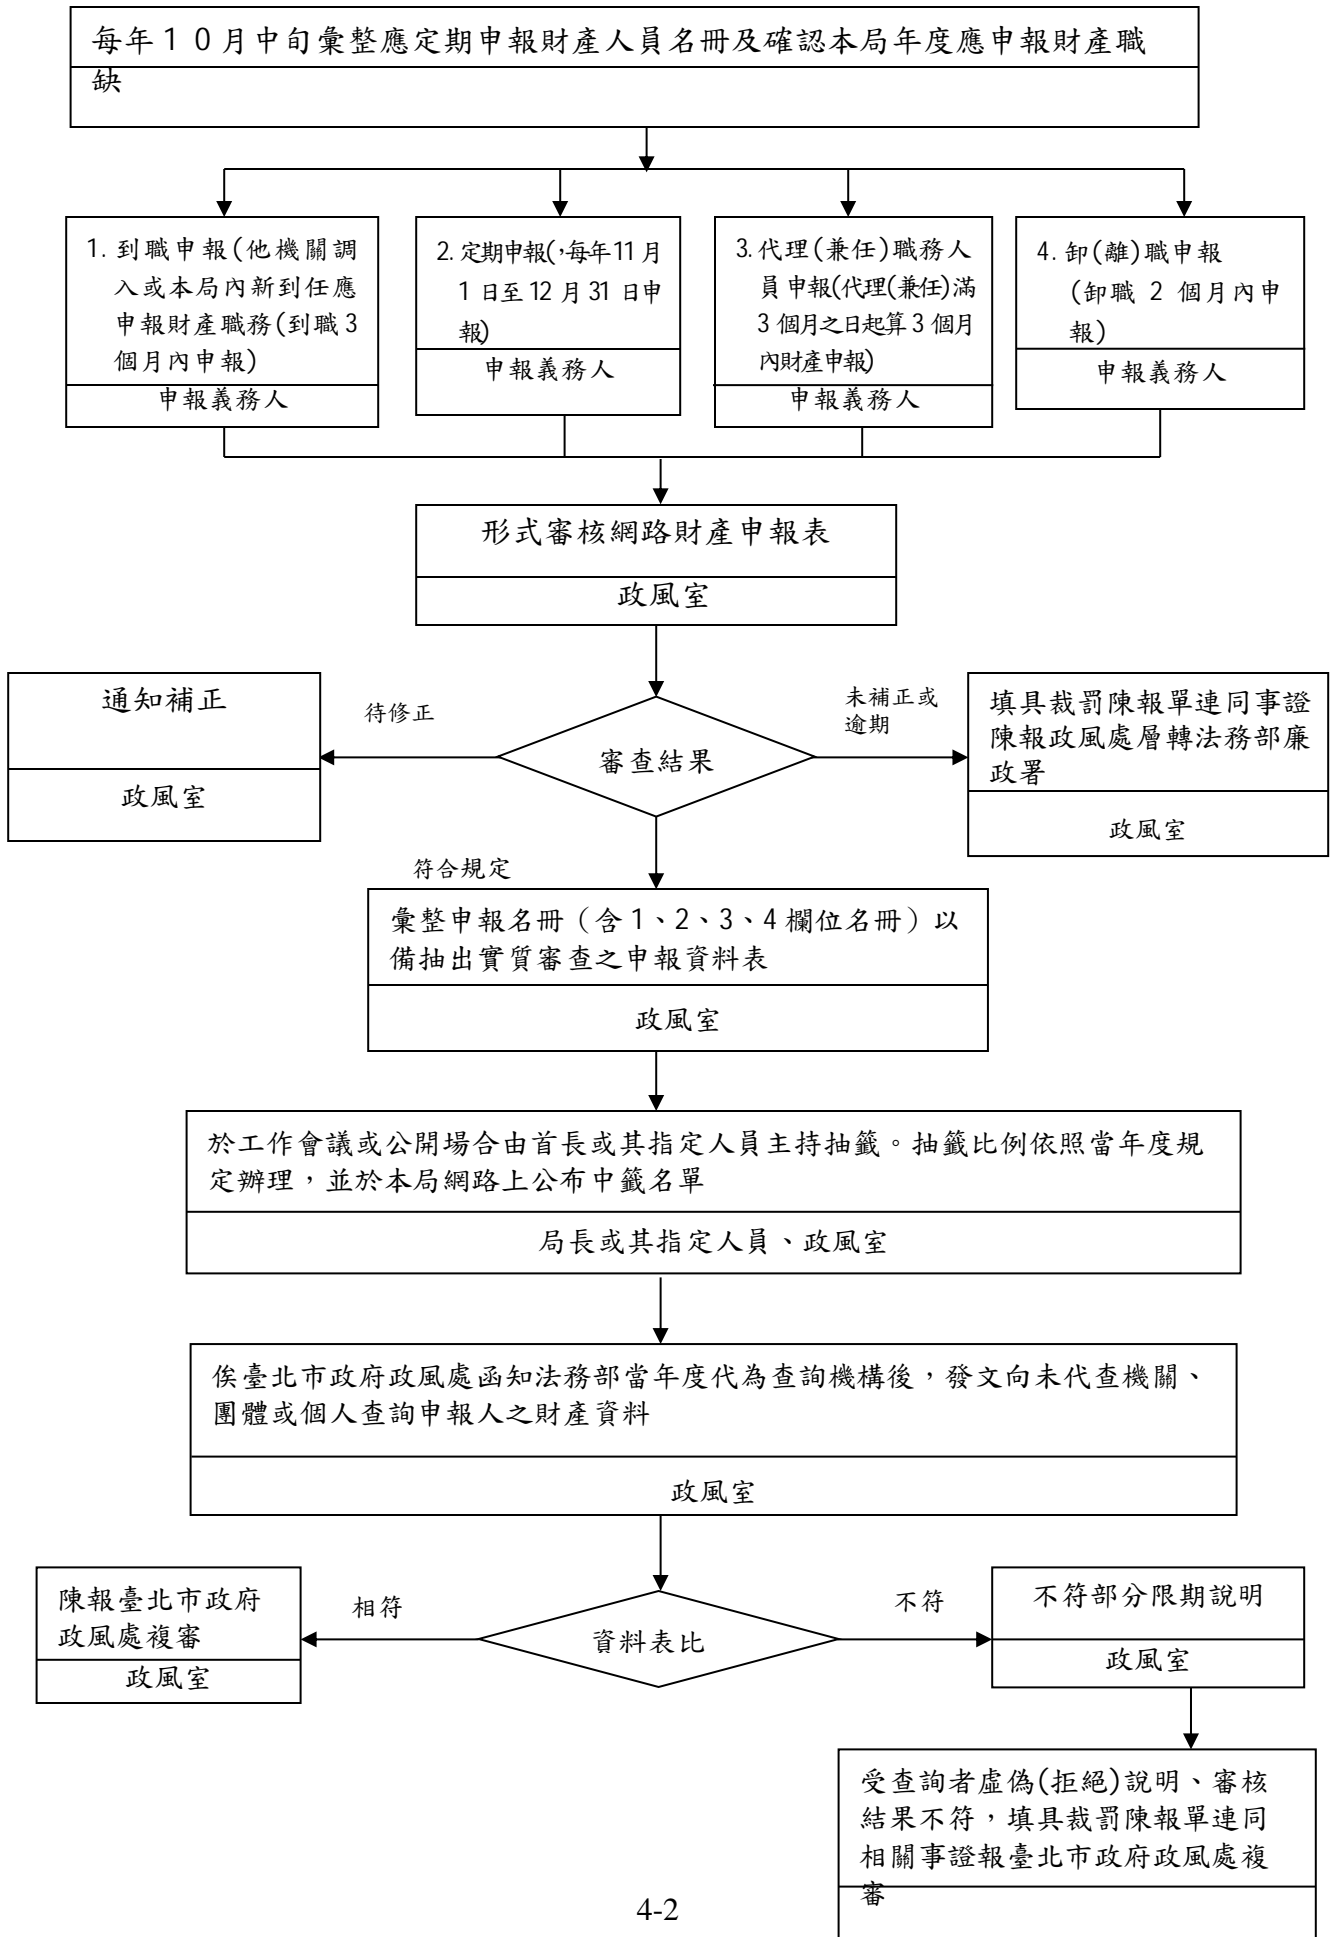 每年10月中旬彙整應定期申報財產人員名冊及確認本局年度應申報財產職
缺
1. 到職申報(他機關調
入或本局內新到任應
申報財產職務(到職3
個月內申報)
申報義務人
2. 定期申報(,每年11月
1日至12月31日申
報)
申報義務人
3. 代理(兼任)職務人
員申報(代理(兼任)滿
3個月之日起算3個月
內財產申報)
申報義務人
4. 卸(離)職申報
(卸職 2 個月內申
報)
申報義務人
形式審核網路財產申報表
政風室
通知補正
政風室
待修正
審查結果
未補正或
逾期
填具裁罰陳報單連同事證
陳報政風處層轉法務部廉
政署
政風室
符合規定
彙整申報名冊（含1、2、3、4欄位名冊）以
備抽出實質審查之申報資料表
政風室
於工作會議或公開場合由首長或其指定人員主持抽籤。抽籤比例依照當年度規
定辦理，並於本局網路上公布中籤名單
局長或其指定人員、政風室
俟臺北市政府政風處函知法務部當年度代為查詢機構後，發文向未代查機關、
團體或個人查詢申報人之財產資料
政風室
陳報臺北市政府
政風處複審
政風室
相符
資料表比
不符
不符部分限期說明
政風室
受查詢者虛偽(拒絕)說明、審核
結果不符，填具裁罰陳報單連同
相關事證報臺北市政府政風處複
審
4-2